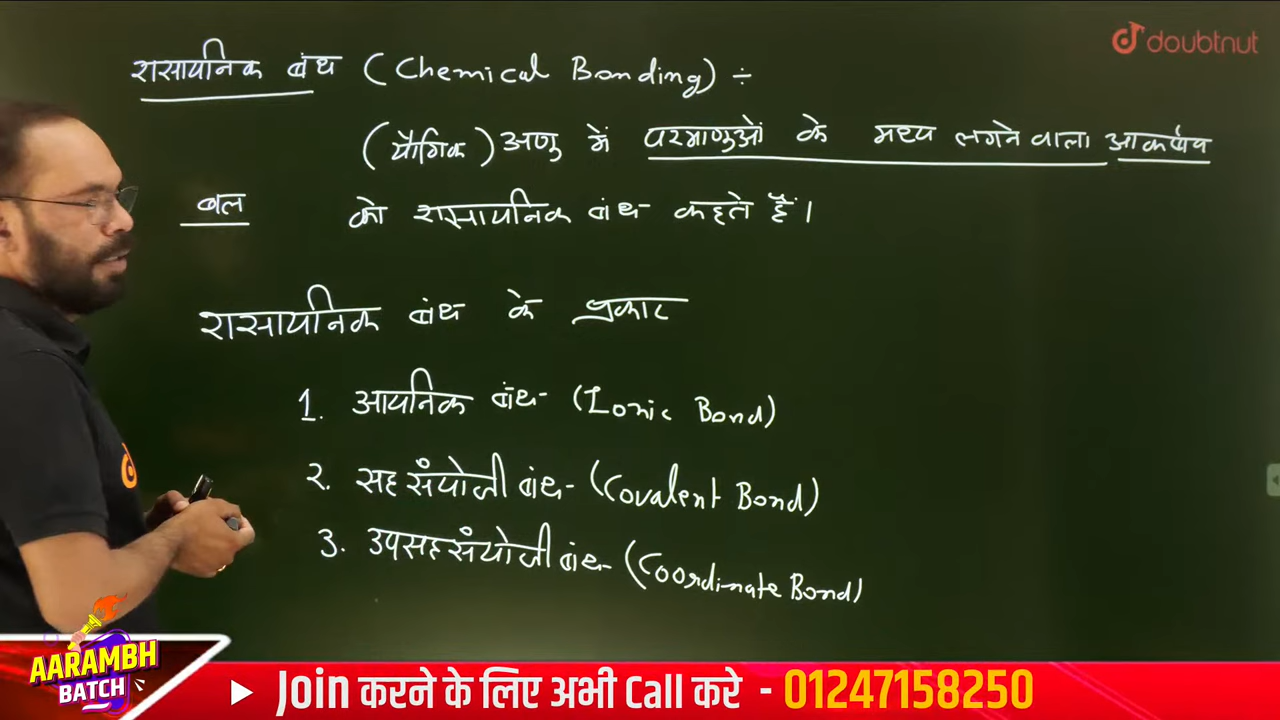 doubtnut
रासायनिक बंध (Chemical Bonding) ÷
(यौगिक) अणु में परमाणुओं के मध्य लगने वाला आकर्षण
बल को रासायनिक बंध कहते हैं।
रासायनिक बंध के प्रकार
1. आयनिक बंध- (Ionic Bond)
2. सह संयोजी बंध- (Covalent Bond)
3. उपसहसंयोजी बंध- (Coordinate Bond)
AARAMBH
BATCH
Join करने के लिए अभी Call करे - 01247158250